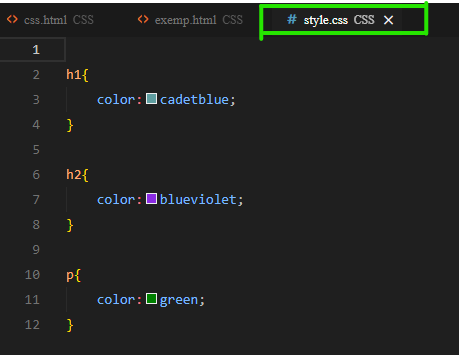 <> css.html CSS <> exemp.html CSS # style.css CSS ×
1
2 h1{
3 color: cadetblue;
4 }
5
6 h2{
7 color: blueviolet;
8 }
9
10 p{
11 color: green;
12 }